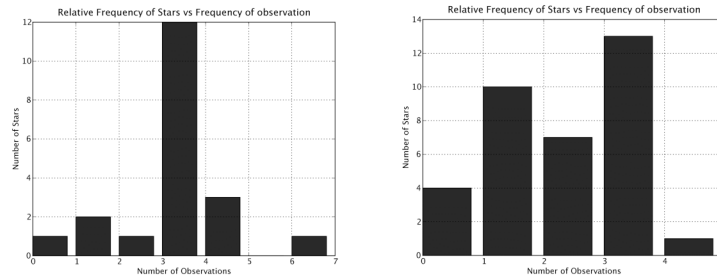 Relative Frequency of Stars vs Frequency of observation
12
10
8
6
4
2
0
Number of Stars
0 1 2 3 4 5 6 7
Number of Observations
Relative Frequency of Stars vs Frequency of observation
14
12
10
8
6
4
2
0
Number of Stars
0 1 2 3 4
Number of Observations